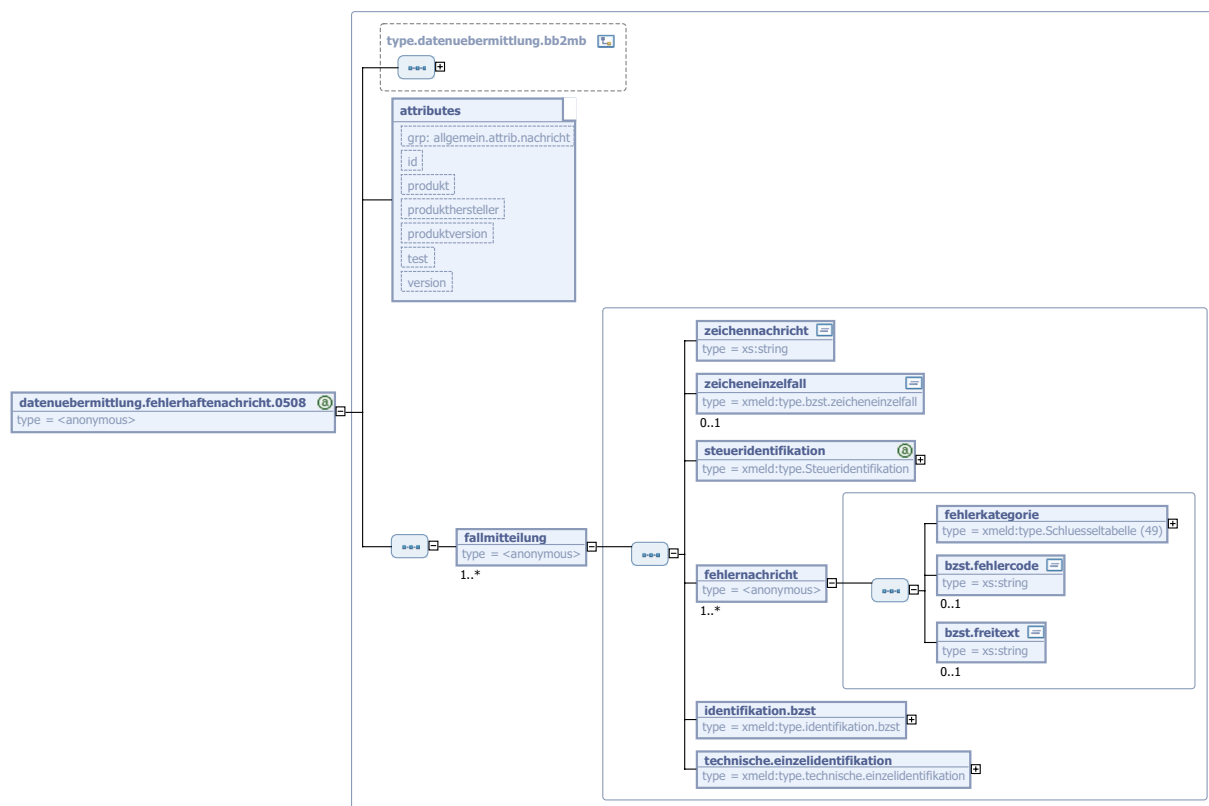 type.datenuebermittlung.bb2mb
attributes
grp: allgemein.attrib.nachricht
id
produkt
produkthersteller
produktversion
test
version
datenuebermittlung.fehlerhaftenachricht.0508
type = <anonymous>
fallmitteilung
type = <anonymous>
1..*
zeichennachricht
type = xs:string
zeicheneinzelfall
type = xmeld:type.bzst.zeicheneinzelfall
0..1
steueridentifikation
type = xmeld:type.Steueridentifikation
fehlernachricht
type = <anonymous>
1..*
fehlerkategorie
type = xmeld:type.Schluesseltabelle (49)
bzst.fehlercode
type = xs:string
0..1
bzst.freitext
type = xs:string
0..1
identifikation.bzst
type = xmeld:type.identifikation.bzst
technische.einzelidentifikation
type = xmeld:type.technische.einzelidentifikation